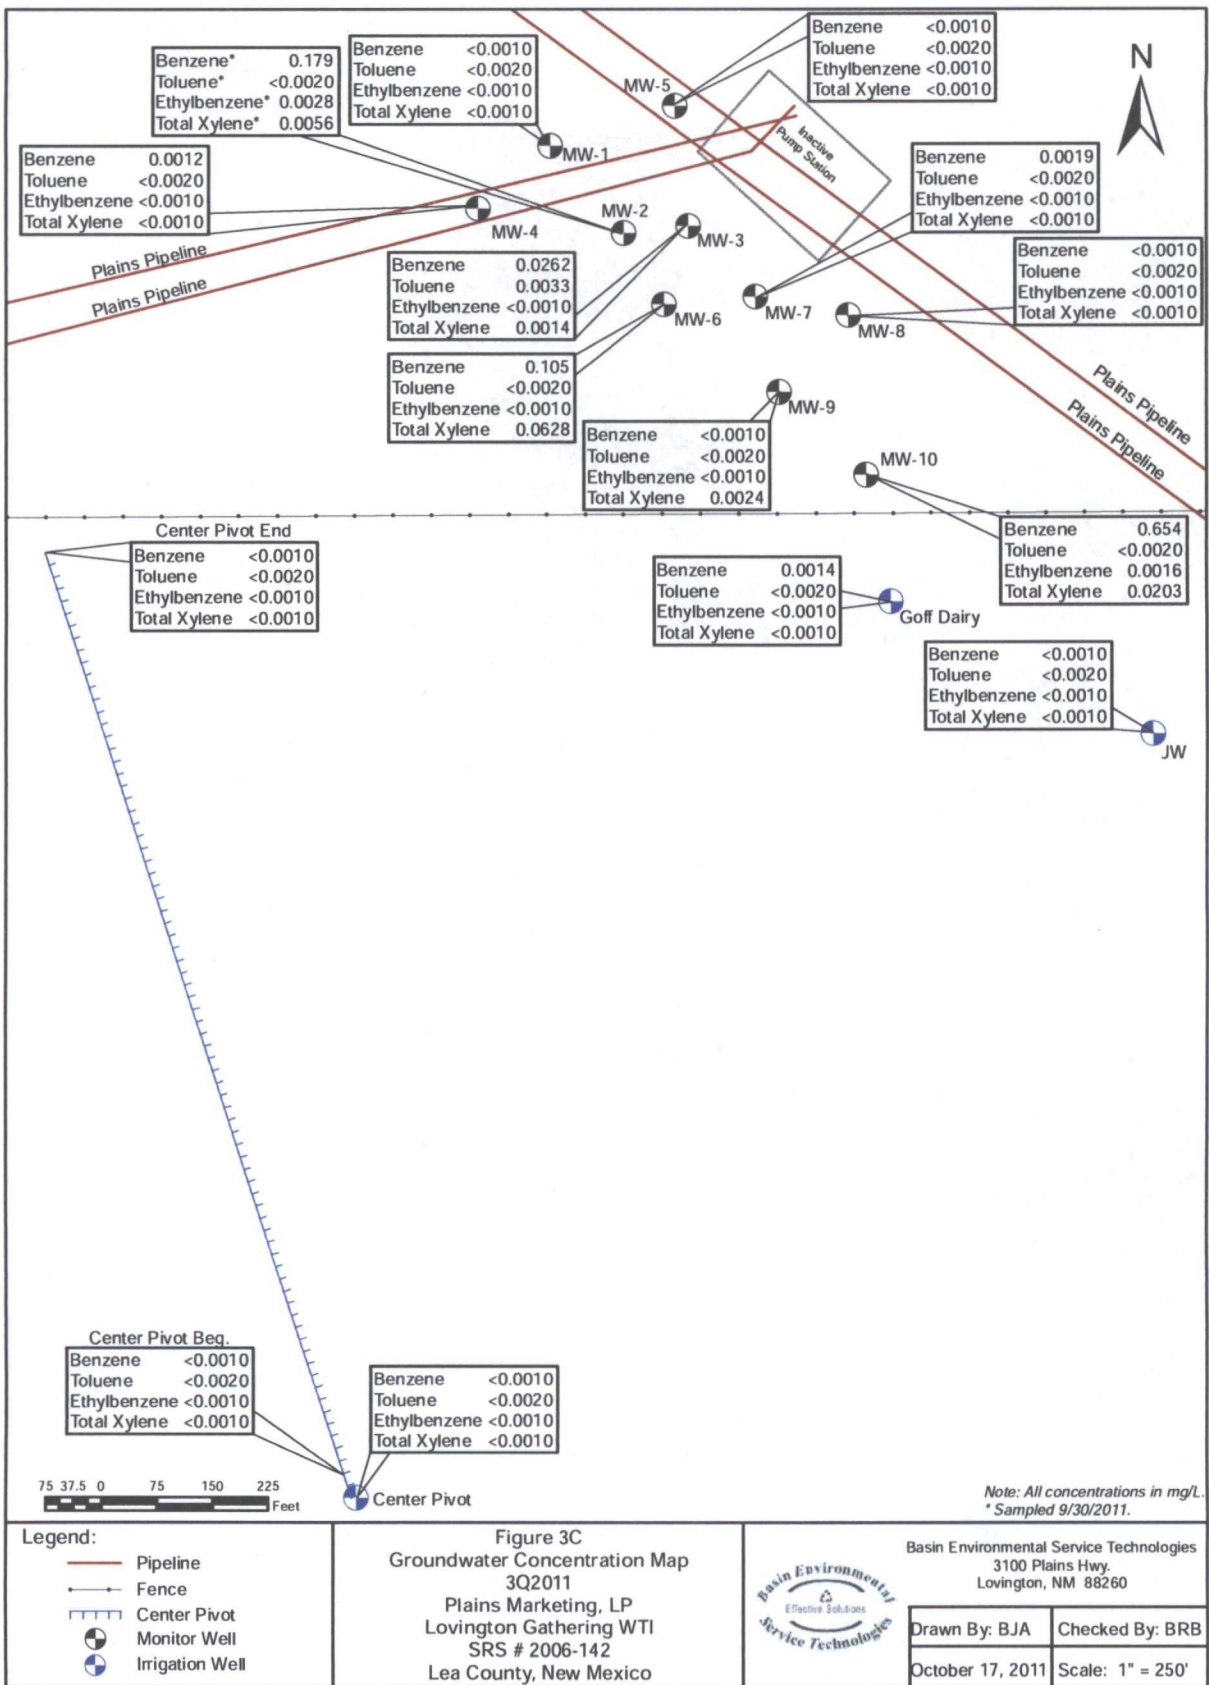 Benzene <0.0010
Toluene <0.0020
Ethylbenzene <0.0010
Total Xylene <0.0010
MW-5
N
Benzene* 0.179
Toluene* <0.0020
Ethylbenzene* 0.0028
Total Xylene* 0.0056
Benzene <0.0010
Toluene <0.0020
Ethylbenzene <0.0010
Total Xylene <0.0010
MW-1
Inactive
Pump Station
Benzene 0.0012
Toluene <0.0020
Ethylbenzene <0.0010
Total Xylene <0.0010
MW-4
MW-2
MW-3
Benzene 0.0019
Toluene <0.0020
Ethylbenzene <0.0010
Total Xylene <0.0010
Plains Pipeline
Plains Pipeline
Benzene 0.0262
Toluene 0.0033
Ethylbenzene <0.0010
Total Xylene 0.0014
MW-6
MW-7
MW-8
Benzene <0.0010
Toluene <0.0020
Ethylbenzene <0.0010
Total Xylene <0.0010
Benzene 0.105
Toluene <0.0020
Ethylbenzene <0.0010
Total Xylene 0.0628
MW-9
Plains Pipeline
Plains Pipeline
Benzene <0.0010
Toluene <0.0020
Ethylbenzene <0.0010
Total Xylene 0.0024
MW-10
Center Pivot End
Benzene <0.0010
Toluene <0.0020
Ethylbenzene <0.0010
Total Xylene <0.0010
Benzene 0.654
Toluene <0.0020
Ethylbenzene 0.0016
Total Xylene 0.0203
Benzene 0.0014
Toluene <0.0020
Ethylbenzene <0.0010
Total Xylene <0.0010
Goff Dairy
Benzene <0.0010
Toluene <0.0020
Ethylbenzene <0.0010
Total Xylene <0.0010
JW
Center Pivot Beg.
Benzene <0.0010
Toluene <0.0020
Ethylbenzene <0.0010
Total Xylene <0.0010
Benzene <0.0010
Toluene <0.0020
Ethylbenzene <0.0010
Total Xylene <0.0010
Center Pivot
75 37.5 0 75 150 225
Feet
Note: All concentrations in mg/L.
* Sampled 9/30/2011.
Legend:
Pipeline
Fence
Center Pivot
Monitor Well
Irrigation Well
Figure 3C
Groundwater Concentration Map
3Q2011
Plains Marketing, LP
Lovington Gathering WTI
SRS # 2006-142
Lea County, New Mexico
Basin Environmental
Effective Solutions
Service Technologies
Basin Environmental Service Technologies
3100 Plains Hwy.
Lovington, NM 88260
Drawn By: BJA
Checked By: BRB
October 17, 2011
Scale: 1" = 250'